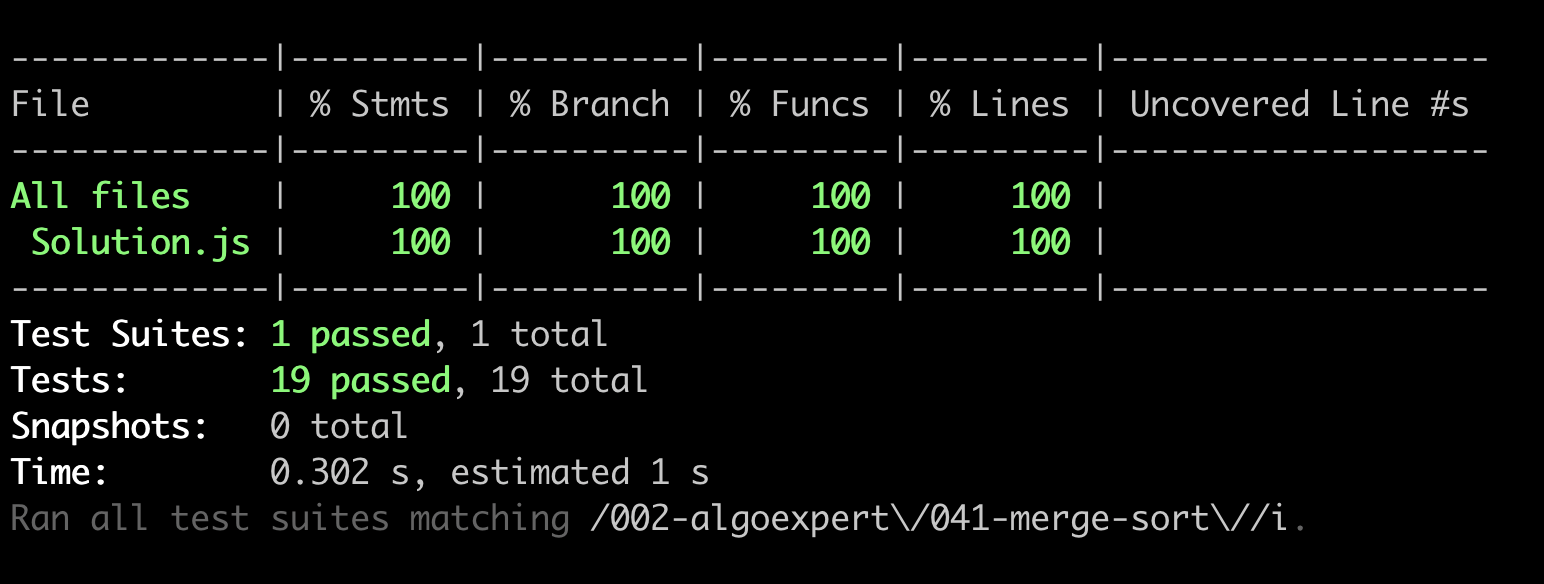 -------------|---------|----------|---------|---------|-------------------
File         | % Stmts | % Branch | % Funcs | % Lines | Uncovered Line #s
-------------|---------|----------|---------|---------|-------------------
All files    |     100 |      100 |     100 |     100 |
 Solution.js |     100 |      100 |     100 |     100 |
-------------|---------|----------|---------|---------|-------------------
Test Suites: 1 passed, 1 total
Tests:       19 passed, 19 total
Snapshots:   0 total
Time:        0.302 s, estimated 1 s
Ran all test suites matching /002-algoexpert\/041-merge-sort\//i.